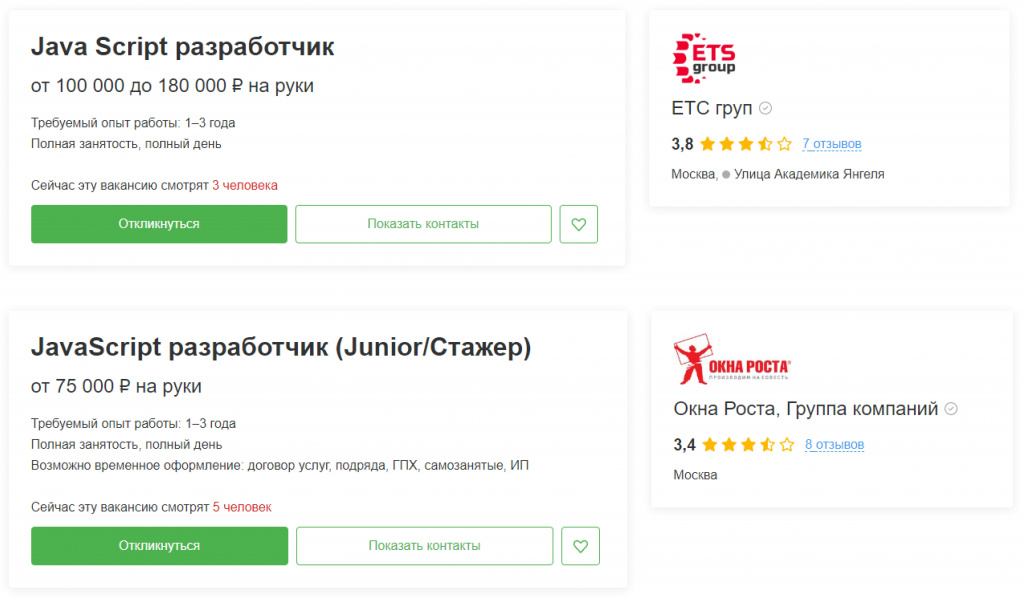 Java Script разработчик
от 100 000 до 180 000 ₽ на руки
Требуемый опыт работы: 1–3 года
Полная занятость, полный день
Сейчас эту вакансию смотрят 3 человека
Откликнуться
Показать контакты
ETS
group
ЕТС груп
3,8
7 отзывов
Москва, Улица Академика Янгеля
JavaScript разработчик (Junior/Стажер)
от 75 000 ₽ на руки
Требуемый опыт работы: 1–3 года
Полная занятость, полный день
Возможно временное оформление: договор услуг, подряда, ГПХ, самозанятые, ИП
Сейчас эту вакансию смотрят 5 человек
Откликнуться
Показать контакты
ОКНА РОСТА
ПРОИЗВОДИМ НА СОВЕСТЬ
Окна Роста, Группа компаний
3,4
8 отзывов
Москва